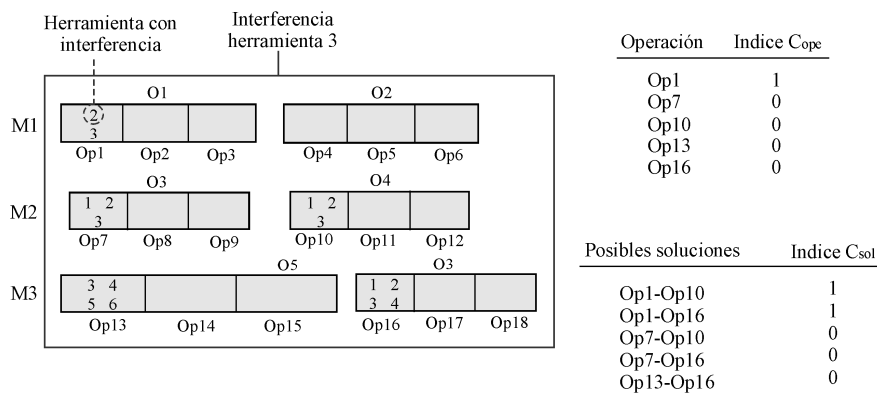 Herramienta con
interferencia
Interferencia
herramienta 3
M1
O1
O2
2
3
Op1 Op2 Op3
Op4 Op5 Op6
M2
O3
O4
1 2
3
1 2
3
Op7 Op8 Op9
Op10 Op11 Op12
M3
O5
O3
3 4
5 6
1 2
3 4
Op13 Op14 Op15
Op16 Op17 Op18
Operación Indice Cope
Op1 1
Op7 0
Op10 0
Op13 0
Op16 0
Posibles soluciones Indice Csol
Op1-Op10 1
Op1-Op16 1
Op7-Op10 0
Op7-Op16 0
Op13-Op16 0